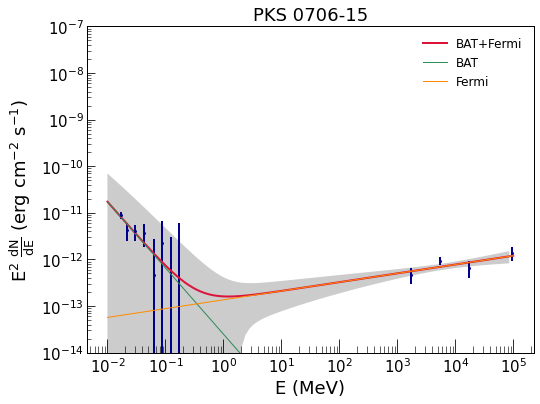 PKS 0706-15
BAT+Fermi
BAT
Fermi
10⁻⁷
10⁻⁸
10⁻⁹
10⁻¹⁰
10⁻¹¹
10⁻¹²
10⁻¹³
10⁻¹⁴
E² dN/dE (erg cm⁻² s⁻¹)
10⁻² 10⁻¹ 10⁰ 10¹ 10² 10³ 10⁴ 10⁵
E (MeV)